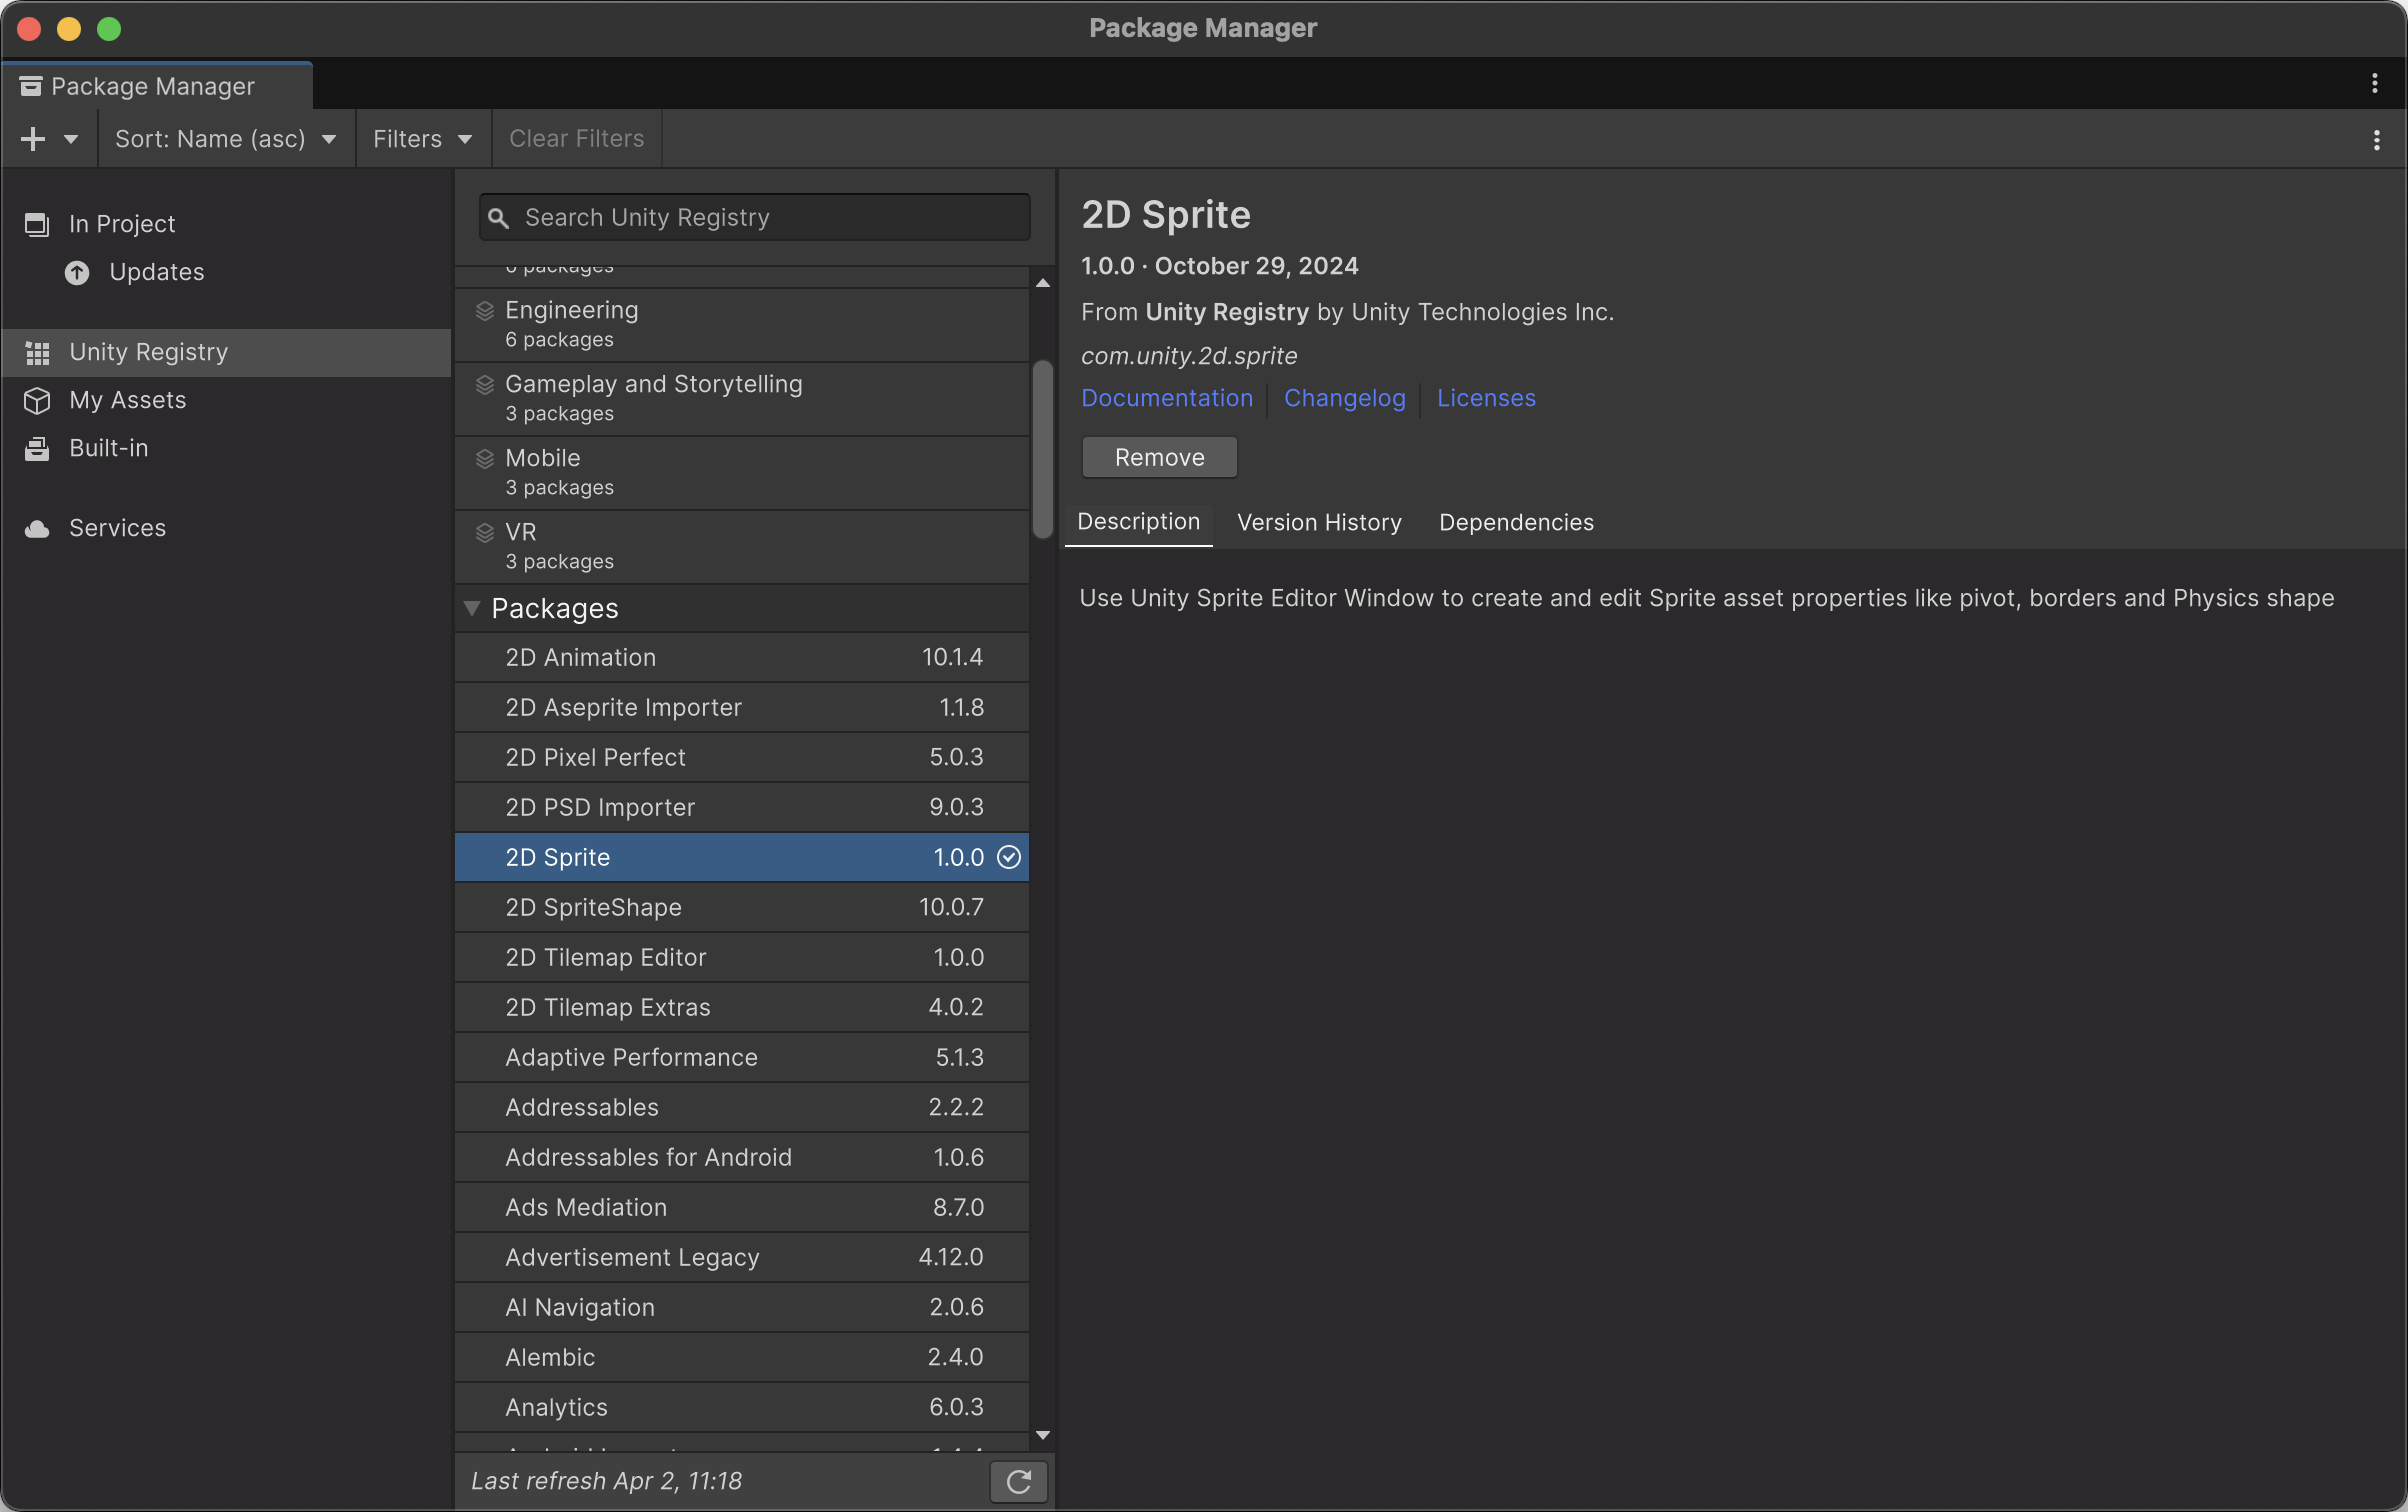 Package Manager
Package Manager
Sort: Name (asc)
Filters
Clear Filters
In Project
Updates
Unity Registry
My Assets
Built-in
Services
Search Unity Registry
6 packages
Engineering
6 packages
Gameplay and Storytelling
3 packages
Mobile
3 packages
VR
3 packages
Packages
2D Animation 10.1.4
2D Aseprite Importer 1.1.8
2D Pixel Perfect 5.0.3
2D PSD Importer 9.0.3
2D Sprite 1.0.0
2D SpriteShape 10.0.7
2D Tilemap Editor 1.0.0
2D Tilemap Extras 4.0.2
Adaptive Performance 5.1.3
Addressables 2.2.2
Addressables for Android 1.0.6
Ads Mediation 8.7.0
Advertisement Legacy 4.12.0
AI Navigation 2.0.6
Alembic 2.4.0
Analytics 6.0.3
Last refresh Apr 2, 11:18
2D Sprite
1.0.0 · October 29, 2024
From Unity Registry by Unity Technologies Inc.
com.unity.2d.sprite
Documentation Changelog Licenses
Remove
Description Version History Dependencies
Use Unity Sprite Editor Window to create and edit Sprite asset properties like pivot, borders and Physics shape